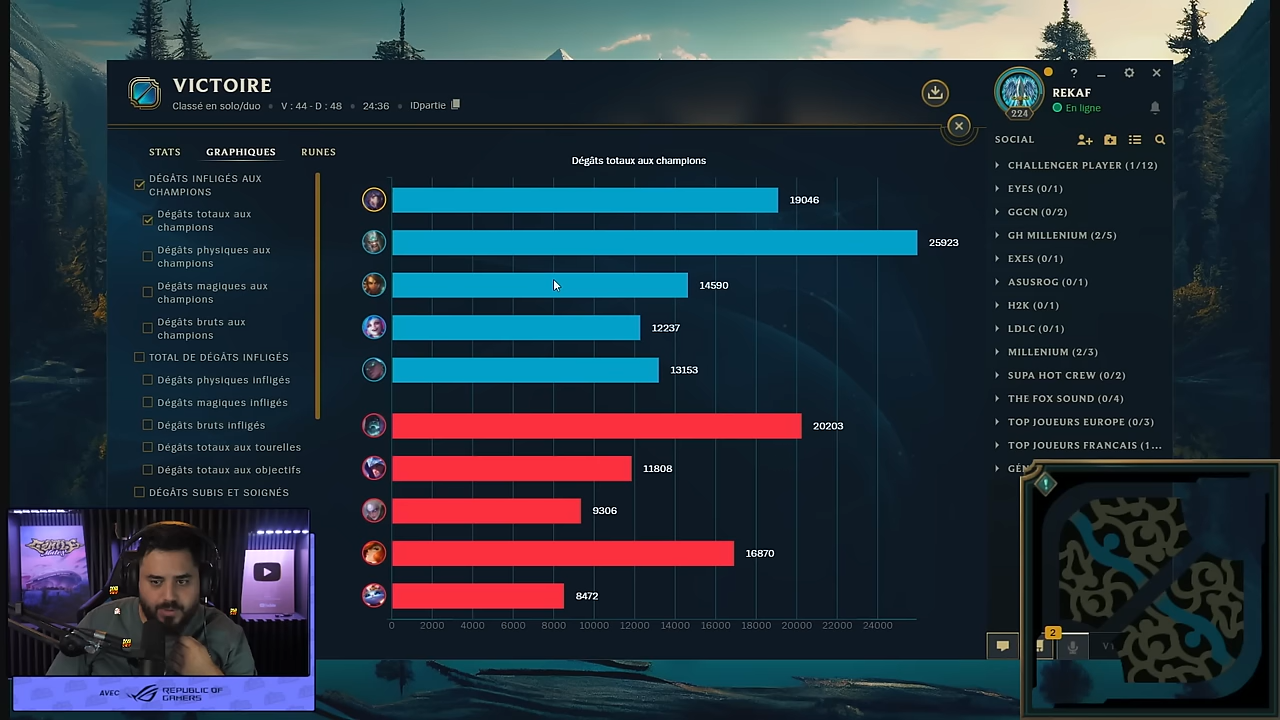 VICTOIRE
Classé en solo/duo
V : 44 - D : 48
24:36
IDpartie
?
224
REKAF
En ligne
STATS
GRAPHIQUES
RUNES
DÉGÂTS INFLIGÉS AUX
CHAMPIONS
Dégâts totaux aux
champions
Dégâts physiques aux
champions
Dégâts magiques aux
champions
Dégâts bruts aux
champions
TOTAL DE DÉGÂTS INFLIGÉS
Dégâts physiques infligés
Dégâts magiques infligés
Dégâts bruts infligés
Dégâts totaux aux tourelles
Dégâts totaux aux objectifs
DÉGÂTS SUBIS ET SOIGNÉS
Dégâts totaux aux champions
19046
25923
14590
12237
13153
20203
11808
9306
16870
8472
0 2000 4000 6000 8000 10000 12000 14000 16000 18000 20000 22000 24000
SOCIAL
CHALLENGER PLAYER (1/12)
EYES (0/1)
GGCN (0/2)
GH MILLENIUM (2/5)
EXES (0/1)
ASUSROG (0/1)
H2K (0/1)
LDLC (0/1)
MILLENIUM (2/3)
SUPA HOT CREW (0/2)
THE FOX SOUND (0/4)
TOP JOUEURS EUROPE (0/3)
TOP JOUEURS FRANCAIS (1...
GÉN
2
AVEC
REPUBLIC OF
GAMERS